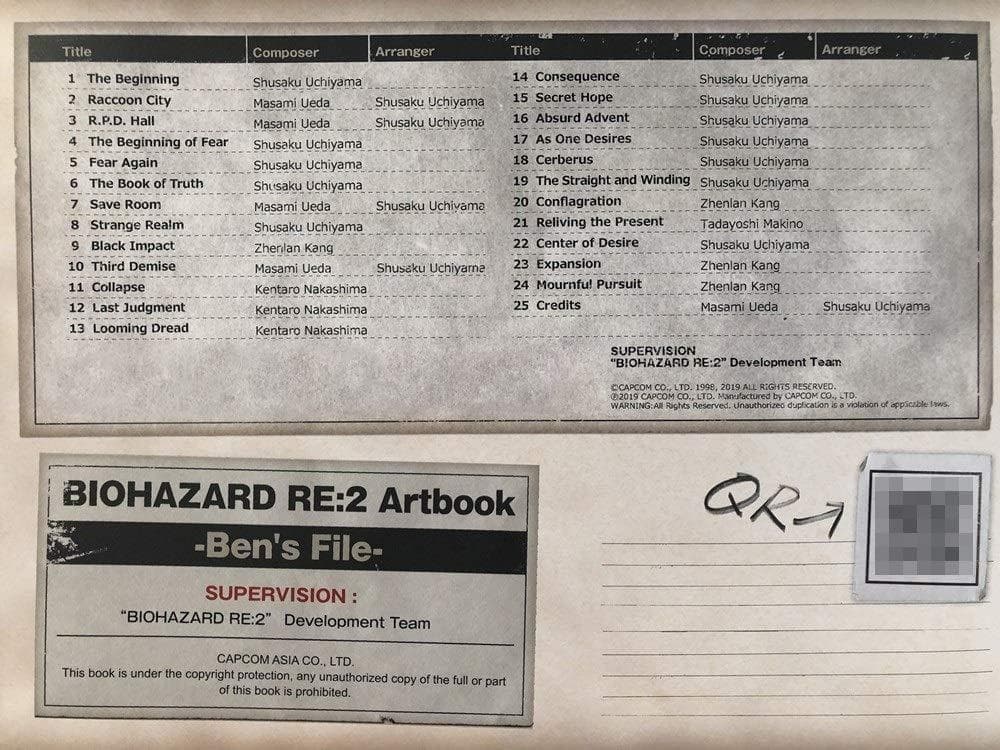 Title Composer Arranger
1 The Beginning Shusaku Uchiyama
2 Raccoon City Masami Ueda Shusaku Uchiyama
3 R.P.D. Hall Masami Ueda Shusaku Uchiyama
4 The Beginning of Fear Shusaku Uchiyama
5 Fear Again Shusaku Uchiyama
6 The Book of Truth Shusaku Uchiyama
7 Save Room Masami Ueda Shusaku Uchiyama
8 Strange Realm Shusaku Uchiyama
9 Black Impact Zhenlan Kang
10 Third Demise Masami Ueda Shusaku Uchiyama
11 Collapse Kentaro Nakashima
12 Last Judgment Kentaro Nakashima
13 Looming Dread Kentaro Nakashima
Title Composer Arranger
14 Consequence Shusaku Uchiyama
15 Secret Hope Shusaku Uchiyama
16 Absurd Advent Shusaku Uchiyama
17 As One Desires Shusaku Uchiyama
18 Cerberus Shusaku Uchiyama
19 The Straight and Winding Shusaku Uchiyama
20 Conflagration Zhenlan Kang
21 Reliving the Present Tadayoshi Makino
22 Center of Desire Shusaku Uchiyama
23 Expansion Zhenlan Kang
24 Mournful Pursuit Zhenlan Kang
25 Credits Masami Ueda Shusaku Uchiyama
SUPERVISION
"BIOHAZARD RE:2" Development Team
©CAPCOM CO., LTD. 1998, 2019 ALL RIGHTS RESERVED.
℗2019 CAPCOM CO., LTD. Manufactured by CAPCOM CO., LTD.
WARNING:All Rights Reserved. Unauthorized duplication is a violation of applicable laws.
BIOHAZARD RE:2 Artbook
-Ben's File-
SUPERVISION :
"BIOHAZARD RE:2" Development Team
CAPCOM ASIA CO., LTD.
This book is under the copyright protection, any unauthorized copy of the full or part
of this book is prohibited.
QR→